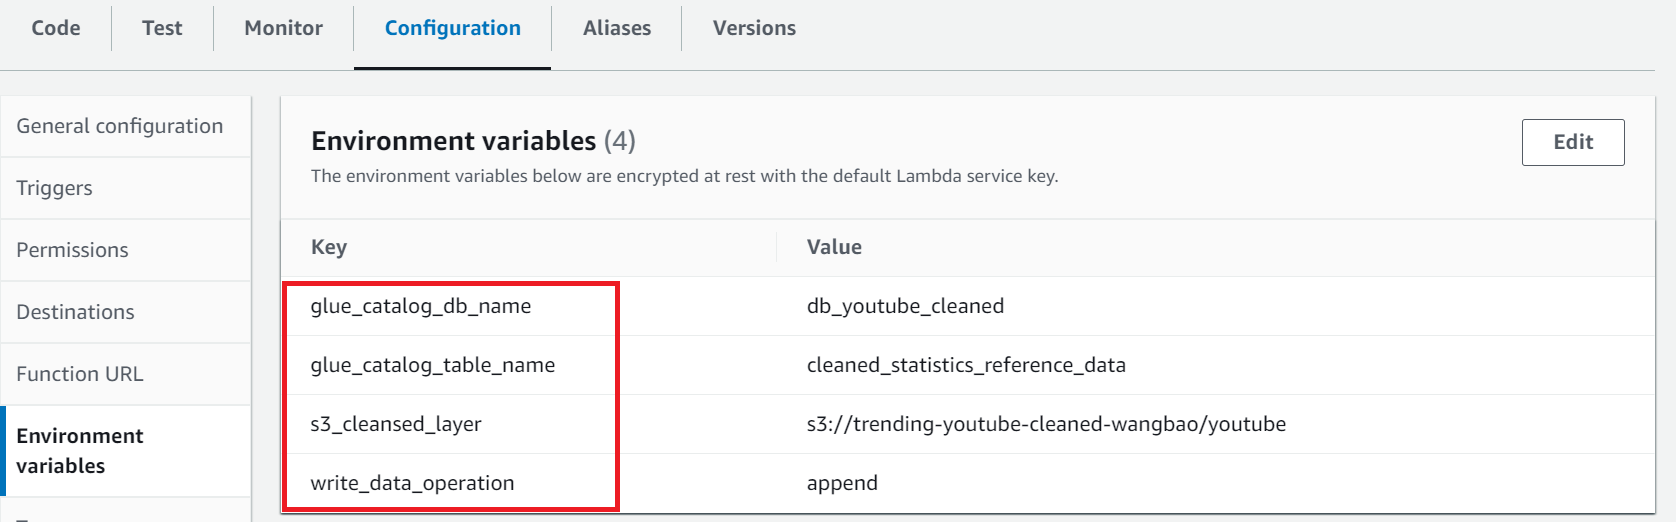 Code Test Monitor Configuration Aliases Versions
General configuration
Triggers
Permissions
Destinations
Function URL
Environment
variables
Environment variables (4)
Edit
The environment variables below are encrypted at rest with the default Lambda service key.
Key Value
glue_catalog_db_name db_youtube_cleaned
glue_catalog_table_name cleaned_statistics_reference_data
s3_cleansed_layer s3://trending-youtube-cleaned-wangbao/youtube
write_data_operation append